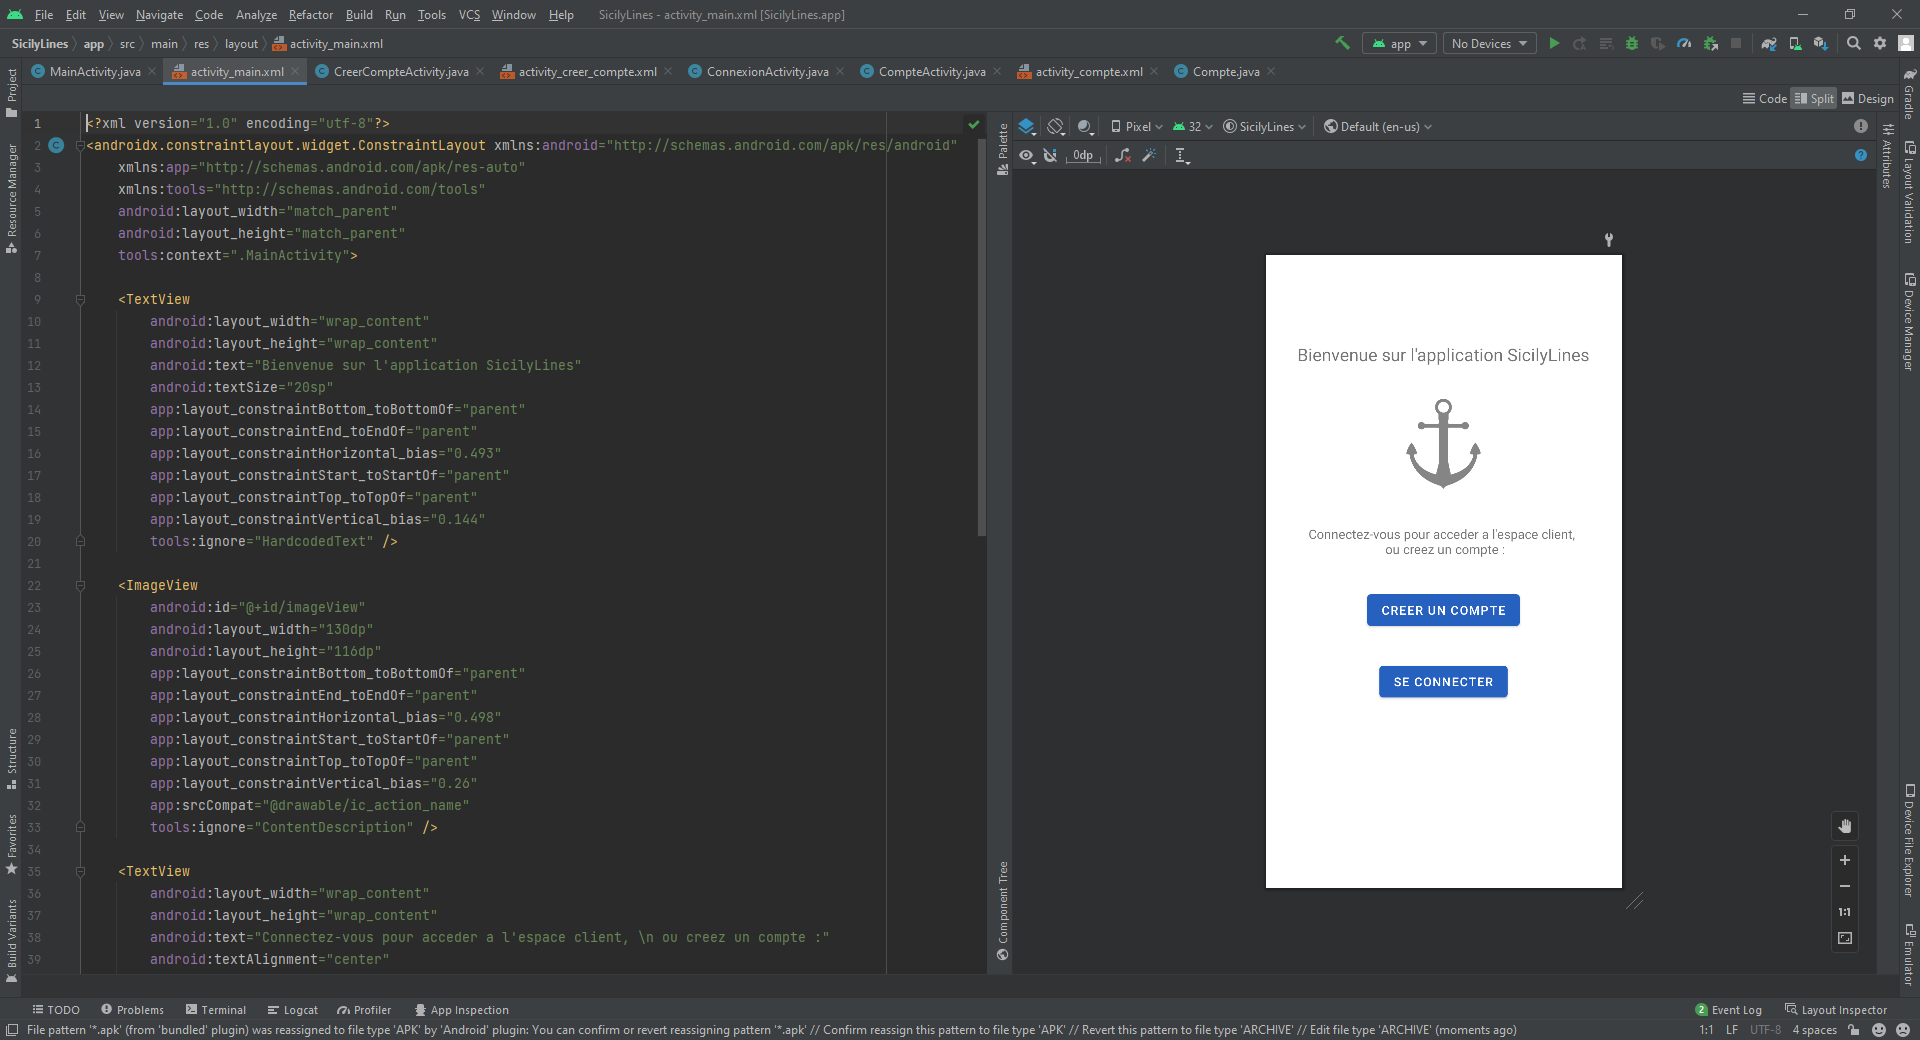 File Edit View Navigate Code Analyze Refactor Build Run Tools VCS Window Help SicilyLines - activity_main.xml [SicilyLines.app]
SicilyLines app src main res layout activity_main.xml app No Devices
MainActivity.java activity_main.xml CreerCompteActivity.java activity_creer_compte.xml ConnexionActivity.java CompteActivity.java activity_compte.xml Compte.java
Code Split Design
Project
Resource Manager
Structure
Favorites
Build Variants
1 <?xml version="1.0" encoding="utf-8"?>
2 <androidx.constraintlayout.widget.ConstraintLayout xmlns:android="http://schemas.android.com/apk/res/android"
3 xmlns:app="http://schemas.android.com/apk/res-auto"
4 xmlns:tools="http://schemas.android.com/tools"
5 android:layout_width="match_parent"
6 android:layout_height="match_parent"
7 tools:context=".MainActivity">
8
9 <TextView
10 android:layout_width="wrap_content"
11 android:layout_height="wrap_content"
12 android:text="Bienvenue sur l'application SicilyLines"
13 android:textSize="20sp"
14 app:layout_constraintBottom_toBottomOf="parent"
15 app:layout_constraintEnd_toEndOf="parent"
16 app:layout_constraintHorizontal_bias="0.493"
17 app:layout_constraintStart_toStartOf="parent"
18 app:layout_constraintTop_toTopOf="parent"
19 app:layout_constraintVertical_bias="0.144"
20 tools:ignore="HardcodedText" />
21
22 <ImageView
23 android:id="@+id/imageView"
24 android:layout_width="130dp"
25 android:layout_height="116dp"
26 app:layout_constraintBottom_toBottomOf="parent"
27 app:layout_constraintEnd_toEndOf="parent"
28 app:layout_constraintHorizontal_bias="0.498"
29 app:layout_constraintStart_toStartOf="parent"
30 app:layout_constraintTop_toTopOf="parent"
31 app:layout_constraintVertical_bias="0.26"
32 app:srcCompat="@drawable/ic_action_name"
33 tools:ignore="ContentDescription" />
34
35 <TextView
36 android:layout_width="wrap_content"
37 android:layout_height="wrap_content"
38 android:text="Connectez-vous pour acceder a l'espace client, \n ou creez un compte :"
39 android:textAlignment="center"
Palette
Component Tree
Pixel 32 SicilyLines Default (en-us)
0dp
Bienvenue sur l'application SicilyLines
Connectez-vous pour acceder a l'espace client,
ou creez un compte :
CREER UN COMPTE
SE CONNECTER
1:1
Attributes
Gradle
Layout Validation
Device Manager
Device File Explorer
Emulator
TODO Problems Terminal Logcat Profiler App Inspection 2 Event Log Layout Inspector
File pattern '*.apk' (from 'bundled' plugin) was reassigned to file type 'APK' by 'Android' plugin: You can confirm or revert reassigning pattern '*.apk' // Confirm reassign this pattern to file type 'APK' // Revert this pattern to file type 'ARCHIVE' // Edit file type 'ARCHIVE' (moments ago) 1:1 LF UTF-8 4 spaces